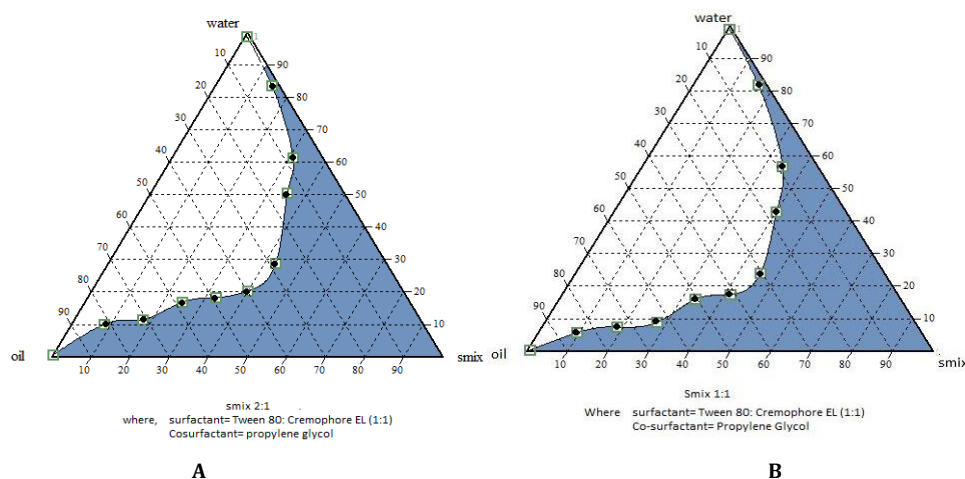 water
1
10
90
20
80
30
70
40
60
50
50
60
40
70
30
80
20
90
10
oil
smix
10 20 30 40 50 60 70 80 90
smix 2:1
where, surfactant= Tween 80: Cremophore EL (1:1)
Cosurfactant= propylene glycol
A
water
1
10
90
20
80
30
70
40
60
50
50
60
40
70
30
80
20
90
10
oil
smix
10 20 30 40 50 60 70 80 90
Smix 1:1
Where surfactant= Tween 80: Cremophore EL (1:1)
Co-surfactant= Propylene Glycol
B